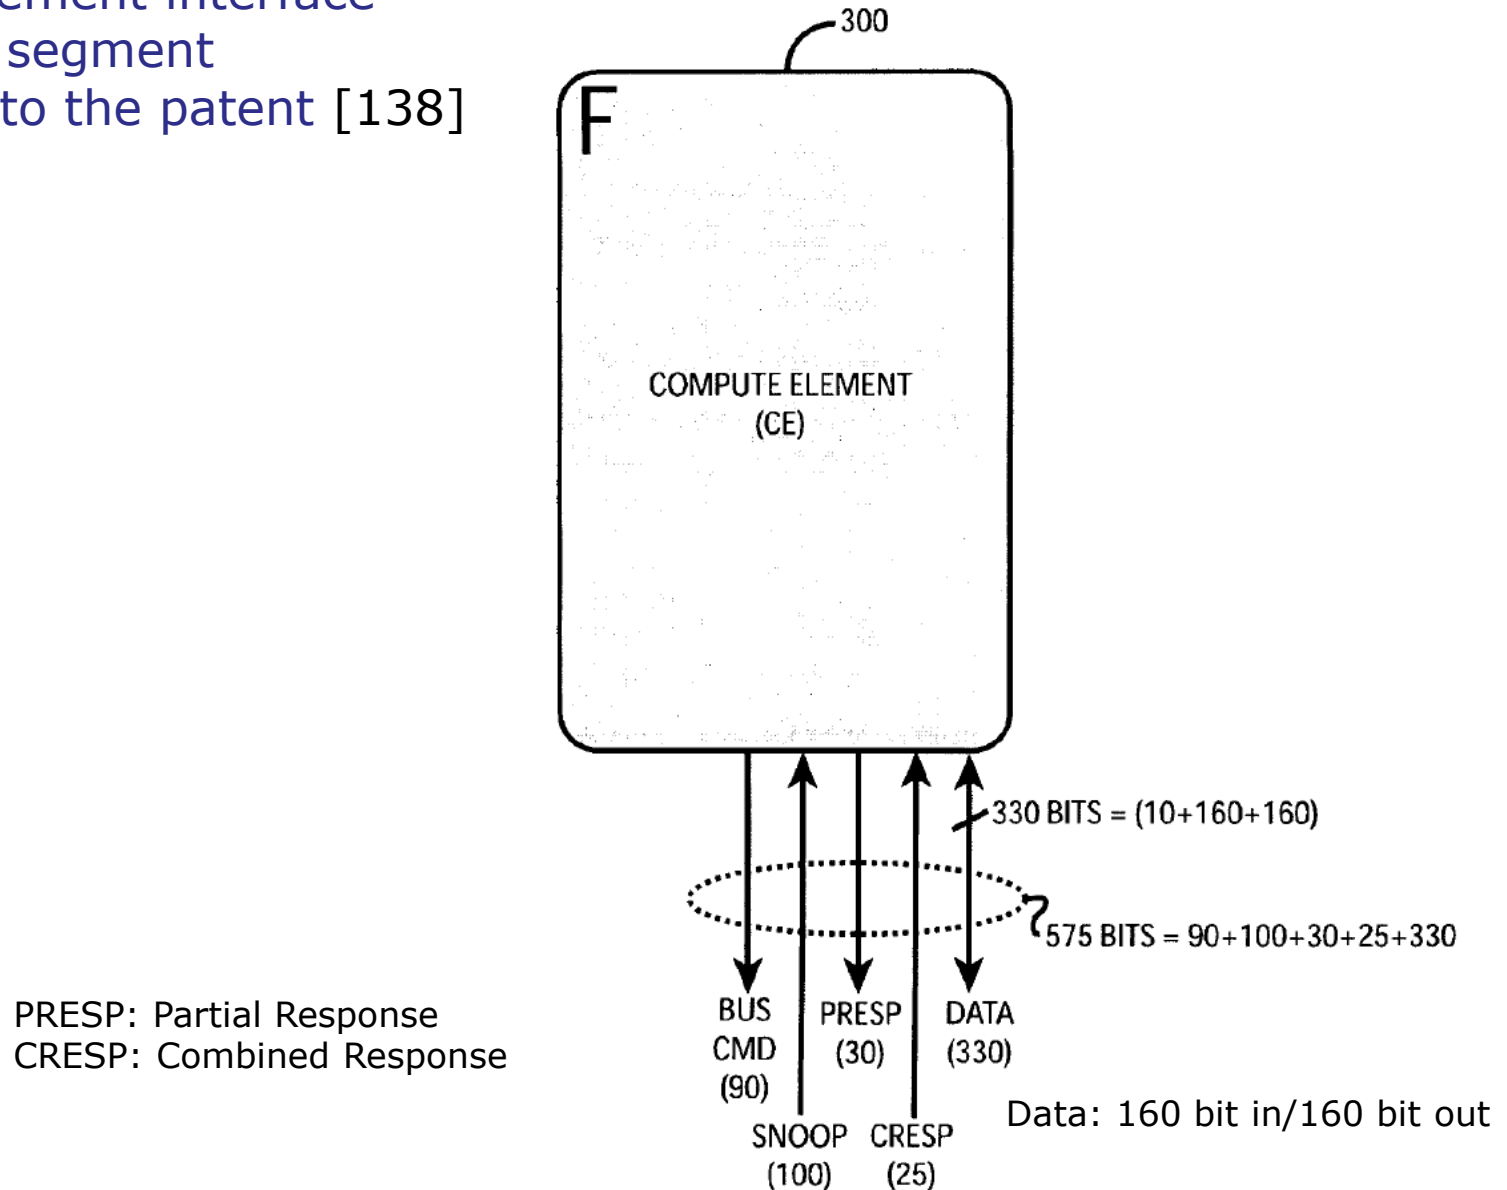 ement interface
segment
to the patent [138]
300
F
COMPUTE ELEMENT
(CE)
330 BITS = (10+160+160)
575 BITS = 90+100+30+25+330
BUS
CMD
(90)
PRESP
(30)
DATA
(330)
SNOOP
(100)
CRESP
(25)
PRESP: Partial Response
CRESP: Combined Response
Data: 160 bit in/160 bit out